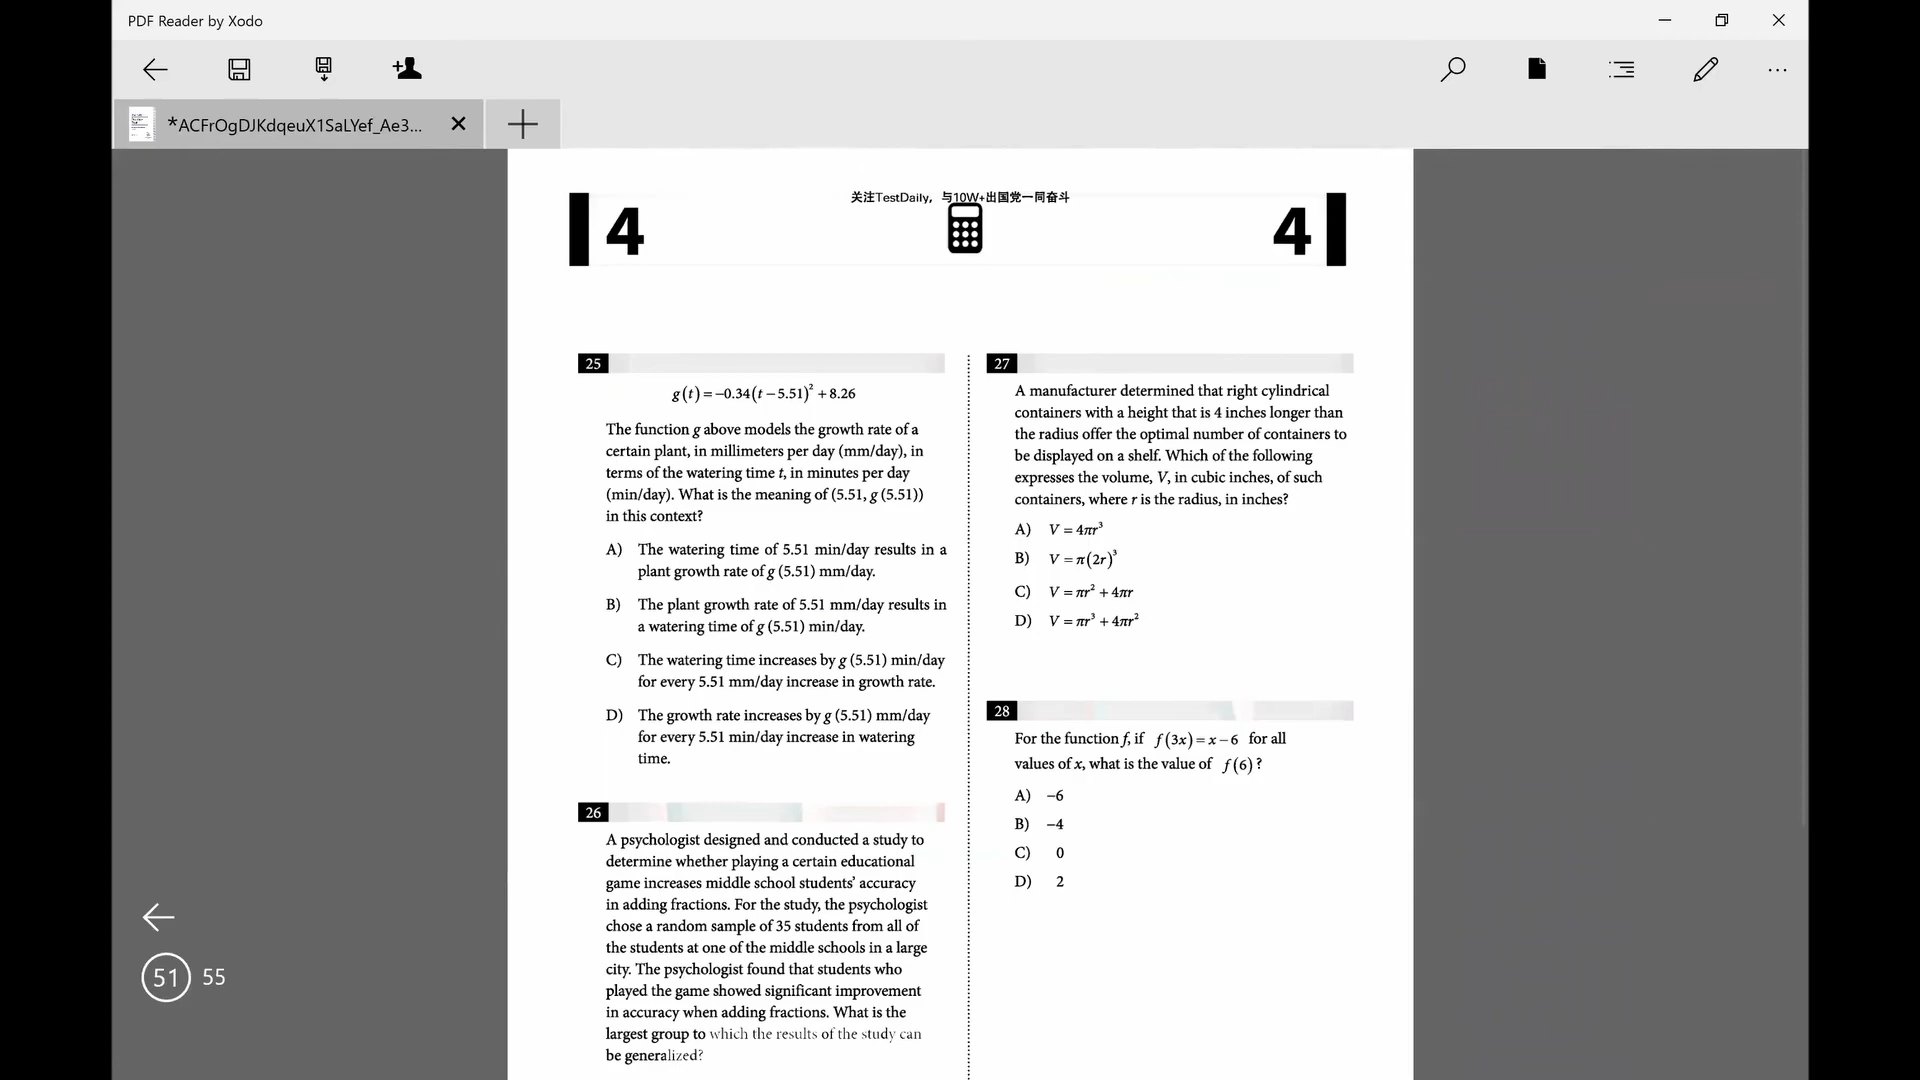 PDF Reader by Xodo
*ACFrOgDJKdqeuX1SaLYef_Ae3...
关注TestDaily，与10W+出国党一同奋斗
4
4
25
g(t)=−0.34(t−5.51)²+8.26
The function g above models the growth rate of a
certain plant, in millimeters per day (mm/day), in
terms of the watering time t, in minutes per day
(min/day). What is the meaning of (5.51, g (5.51))
in this context?
A) The watering time of 5.51 min/day results in a
plant growth rate of g (5.51) mm/day.
B) The plant growth rate of 5.51 mm/day results in
a watering time of g (5.51) min/day.
C) The watering time increases by g (5.51) min/day
for every 5.51 mm/day increase in growth rate.
D) The growth rate increases by g (5.51) mm/day
for every 5.51 min/day increase in watering
time.
26
A psychologist designed and conducted a study to
determine whether playing a certain educational
game increases middle school students’ accuracy
in adding fractions. For the study, the psychologist
chose a random sample of 35 students from all of
the students at one of the middle schools in a large
city. The psychologist found that students who
played the game showed significant improvement
in accuracy when adding fractions. What is the
largest group to which the results of the study can
be generalized?
27
A manufacturer determined that right cylindrical
containers with a height that is 4 inches longer than
the radius offer the optimal number of containers to
be displayed on a shelf. Which of the following
expresses the volume, V, in cubic inches, of such
containers, where r is the radius, in inches?
A) V = 4πr³
B) V = π(2r)³
C) V = πr² + 4πr
D) V = πr³ + 4πr²
28
For the function f, if f(3x)=x−6 for all
values of x, what is the value of f(6)?
A) −6
B) −4
C) 0
D) 2
51 55